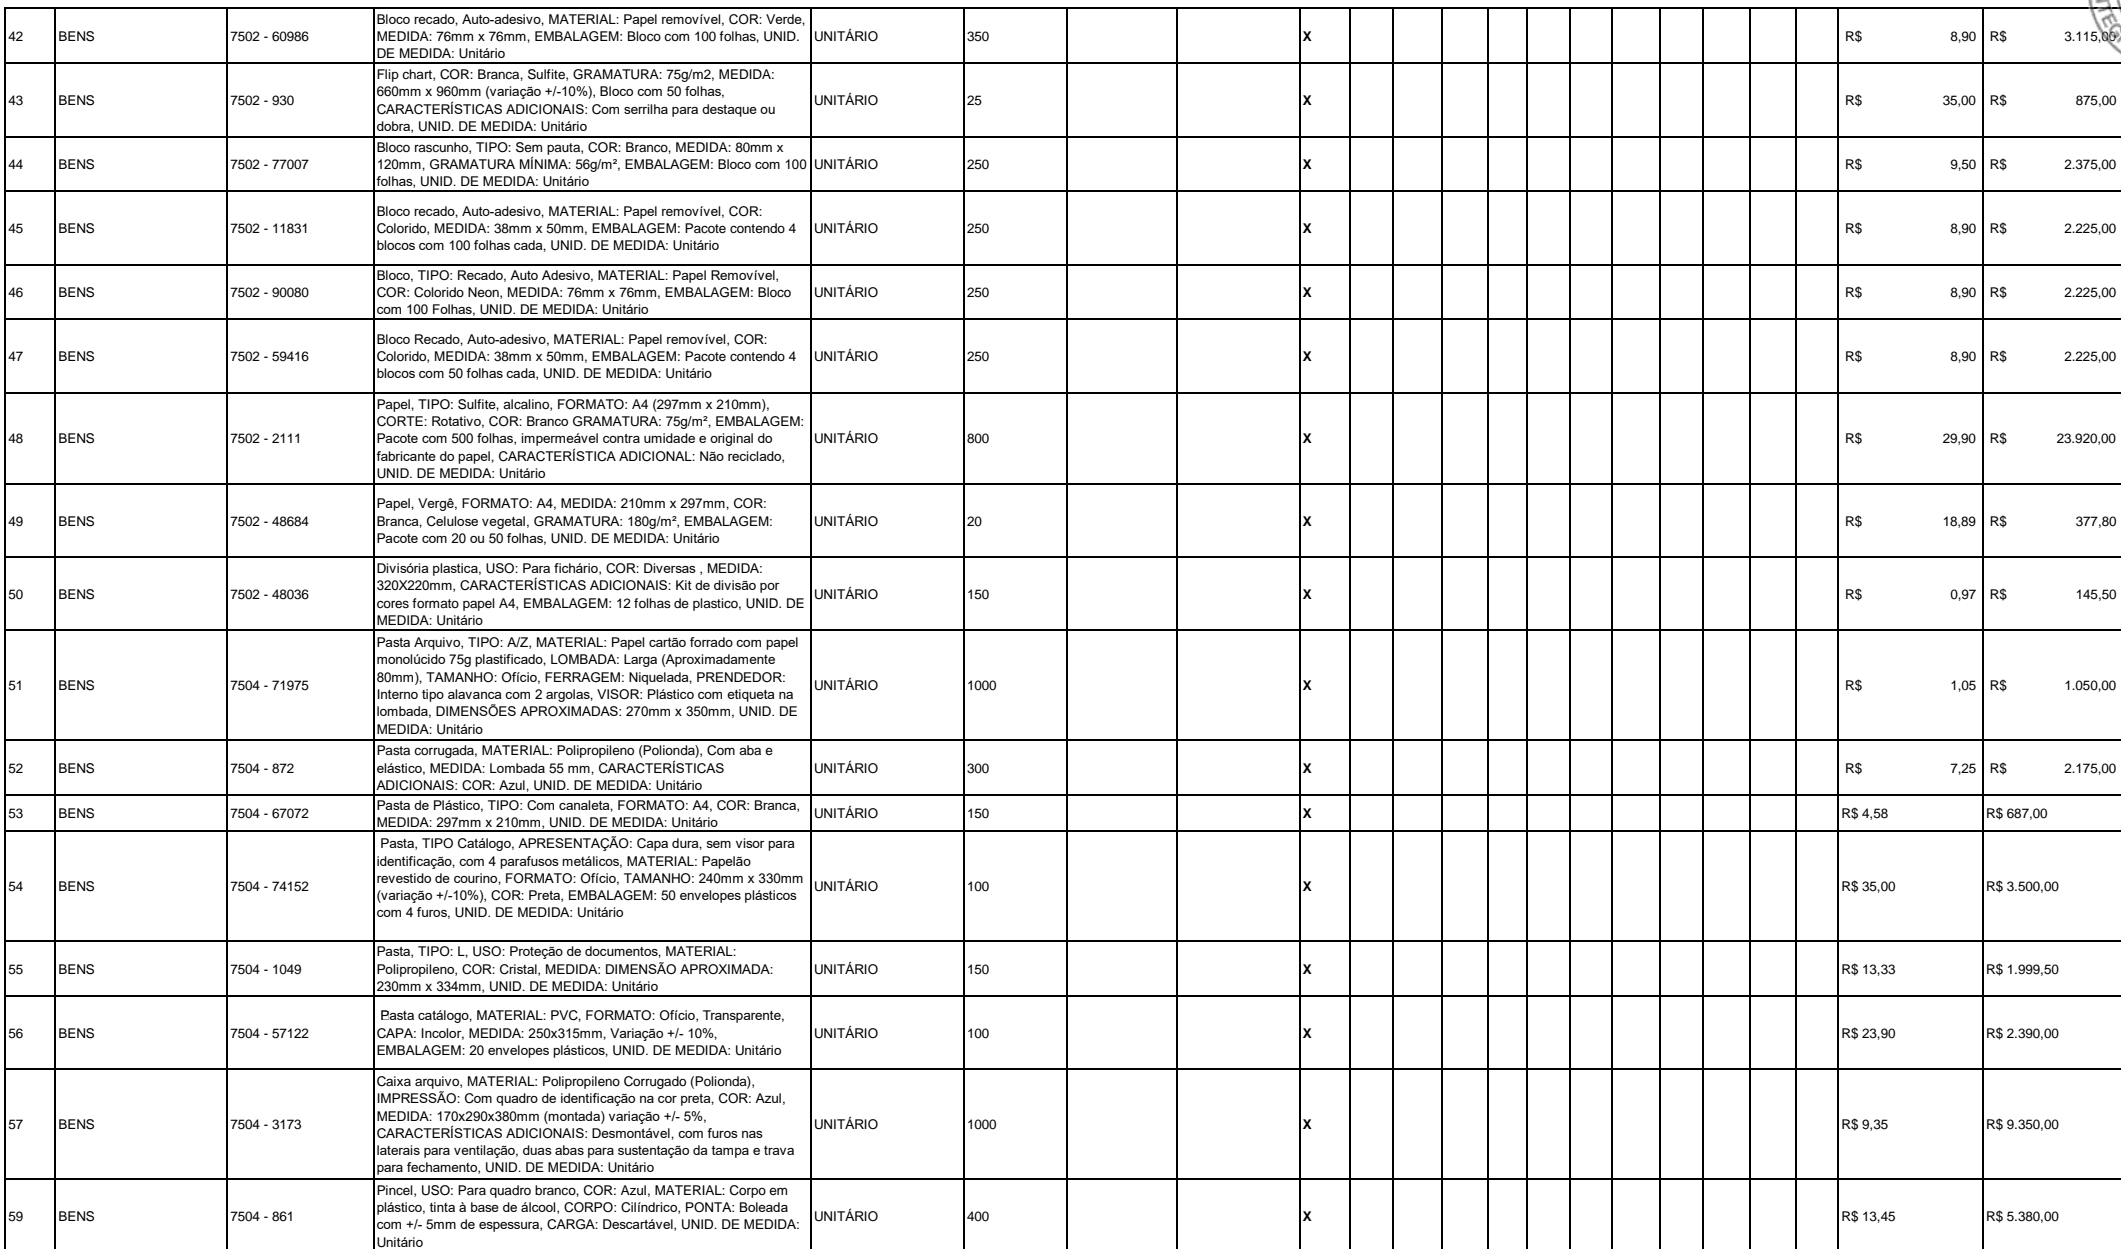 42 BENS 7502 - 60986 Bloco recado, Auto-adesivo, MATERIAL: Papel removível, COR: Verde, MEDIDA: 76mm x 76mm, EMBALAGEM: Bloco com 100 folhas, UNID. DE MEDIDA: Unitário UNITÁRIO 350 X R$ 8,90 R$ 3.115,00
43 BENS 7502 - 930 Flip chart, COR: Branca, Sulfite, GRAMATURA: 75g/m2, MEDIDA: 660mm x 960mm (variação +/-10%), Bloco com 50 folhas, CARACTERÍSTICAS ADICIONAIS: Com serrilha para destaque ou dobra, UNID. DE MEDIDA: Unitário UNITÁRIO 25 X R$ 35,00 R$ 875,00
44 BENS 7502 - 77007 Bloco rascunho, TIPO: Sem pauta, COR: Branco, MEDIDA: 80mm x 120mm, GRAMATURA MÍNIMA: 56g/m², EMBALAGEM: Bloco com 100 folhas, UNID. DE MEDIDA: Unitário UNITÁRIO 250 X R$ 9,50 R$ 2.375,00
45 BENS 7502 - 11831 Bloco recado, Auto-adesivo, MATERIAL: Papel removível, COR: Colorido, MEDIDA: 38mm x 50mm, EMBALAGEM: Pacote contendo 4 blocos com 100 folhas cada, UNID. DE MEDIDA: Unitário UNITÁRIO 250 X R$ 8,90 R$ 2.225,00
46 BENS 7502 - 90080 Bloco, TIPO: Recado, Auto Adesivo, MATERIAL: Papel Removível, COR: Colorido Neon, MEDIDA: 76mm x 76mm, EMBALAGEM: Bloco com 100 Folhas, UNID. DE MEDIDA: Unitário UNITÁRIO 250 X R$ 8,90 R$ 2.225,00
47 BENS 7502 - 59416 Bloco Recado, Auto-adesivo, MATERIAL: Papel removível, COR: Colorido, MEDIDA: 38mm x 50mm, EMBALAGEM: Pacote contendo 4 blocos com 50 folhas cada, UNID. DE MEDIDA: Unitário UNITÁRIO 250 X R$ 8,90 R$ 2.225,00
48 BENS 7502 - 2111 Papel, TIPO: Sulfite, alcalino, FORMATO: A4 (297mm x 210mm), CORTE: Rotativo, COR: Branco GRAMATURA: 75g/m², EMBALAGEM: Pacote com 500 folhas, impermeável contra umidade e original do fabricante do papel, CARACTERÍSTICA ADICIONAL: Não reciclado, UNID. DE MEDIDA: Unitário UNITÁRIO 800 X R$ 29,90 R$ 23.920,00
49 BENS 7502 - 48684 Papel, Vergê, FORMATO: A4, MEDIDA: 210mm x 297mm, COR: Branca, Celulose vegetal, GRAMATURA: 180g/m², EMBALAGEM: Pacote com 20 ou 50 folhas, UNID. DE MEDIDA: Unitário UNITÁRIO 20 X R$ 18,89 R$ 377,80
50 BENS 7502 - 48036 Divisória plastica, USO: Para fichário, COR: Diversas , MEDIDA: 320X220mm, CARACTERÍSTICAS ADICIONAIS: Kit de divisão por cores formato papel A4, EMBALAGEM: 12 folhas de plastico, UNID. DE MEDIDA: Unitário UNITÁRIO 150 X R$ 0,97 R$ 145,50
51 BENS 7504 - 71975 Pasta Arquivo, TIPO: A/Z, MATERIAL: Papel cartão forrado com papel monolúcido 75g plastificado, LOMBADA: Larga (Aproximadamente 80mm), TAMANHO: Ofício, FERRAGEM: Niquelada, PRENDEDOR: Interno tipo alavanca com 2 argolas, VISOR: Plástico com etiqueta na lombada, DIMENSÕES APROXIMADAS: 270mm x 350mm, UNID. DE MEDIDA: Unitário UNITÁRIO 1000 X R$ 1,05 R$ 1.050,00
52 BENS 7504 - 872 Pasta corrugada, MATERIAL: Polipropileno (Polionda), Com aba e elástico, MEDIDA: Lombada 55 mm, CARACTERÍSTICAS ADICIONAIS: COR: Azul, UNID. DE MEDIDA: Unitário UNITÁRIO 300 X R$ 7,25 R$ 2.175,00
53 BENS 7504 - 67072 Pasta de Plástico, TIPO: Com canaleta, FORMATO: A4, COR: Branca, MEDIDA: 297mm x 210mm, UNID. DE MEDIDA: Unitário UNITÁRIO 150 X R$ 4,58 R$ 687,00
54 BENS 7504 - 74152 Pasta, TIPO Catálogo, APRESENTAÇÃO: Capa dura, sem visor para identificação, com 4 parafusos metálicos, MATERIAL: Papelão revestido de courino, FORMATO: Ofício, TAMANHO: 240mm x 330mm (variação +/-10%), COR: Preta, EMBALAGEM: 50 envelopes plásticos com 4 furos, UNID. DE MEDIDA: Unitário UNITÁRIO 100 X R$ 35,00 R$ 3.500,00
55 BENS 7504 - 1049 Pasta, TIPO: L, USO: Proteção de documentos, MATERIAL: Polipropileno, COR: Cristal, MEDIDA: DIMENSÃO APROXIMADA: 230mm x 334mm, UNID. DE MEDIDA: Unitário UNITÁRIO 150 X R$ 13,33 R$ 1.999,50
56 BENS 7504 - 57122 Pasta catálogo, MATERIAL: PVC, FORMATO: Ofício, Transparente, CAPA: Incolor, MEDIDA: 250x315mm, Variação +/- 10%, EMBALAGEM: 20 envelopes plásticos, UNID. DE MEDIDA: Unitário UNITÁRIO 100 X R$ 23,90 R$ 2.390,00
57 BENS 7504 - 3173 Caixa arquivo, MATERIAL: Polipropileno Corrugado (Polionda), IMPRESSÃO: Com quadro de identificação na cor preta, COR: Azul, MEDIDA: 170x290x380mm (montada) variação +/- 5%, CARACTERÍSTICAS ADICIONAIS: Desmontável, com furos nas laterais para ventilação, duas abas para sustentação da tampa e trava para fechamento, UNID. DE MEDIDA: Unitário UNITÁRIO 1000 X R$ 9,35 R$ 9.350,00
59 BENS 7504 - 861 Pincel, USO: Para quadro branco, COR: Azul, MATERIAL: Corpo em plástico, tinta à base de álcool, CORPO: Cilíndrico, PONTA: Boleada com +/- 5mm de espessura, CARGA: Descartável, UNID. DE MEDIDA: Unitário UNITÁRIO 400 X R$ 13,45 R$ 5.380,00